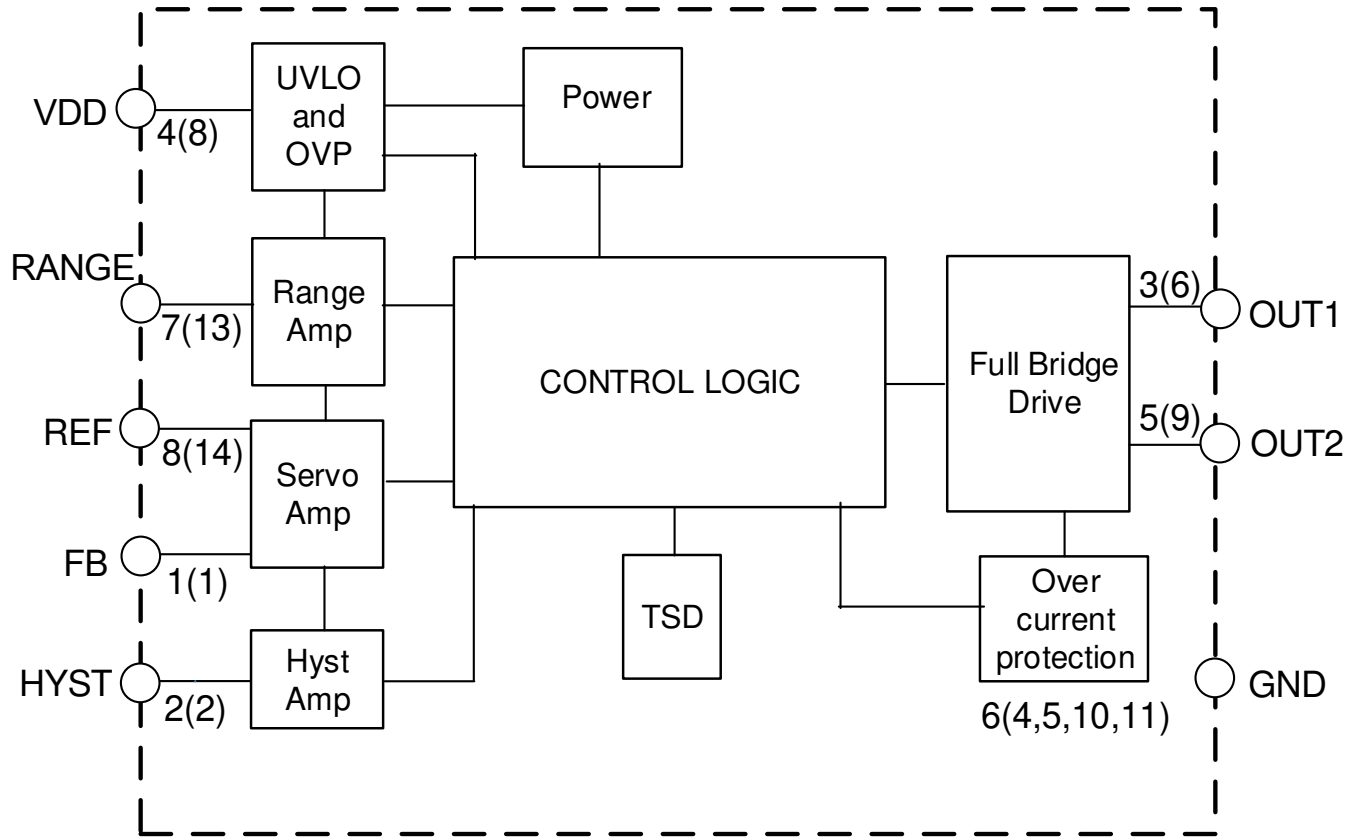 VDD
4(8)
UVLO
and
OVP
Power
RANGE
7(13)
Range
Amp
CONTROL LOGIC
Full Bridge
Drive
3(6)
OUT1
5(9)
OUT2
REF
8(14)
Servo
Amp
FB
1(1)
TSD
Over
current
protection
HYST
2(2)
Hyst
Amp
GND
6(4,5,10,11)